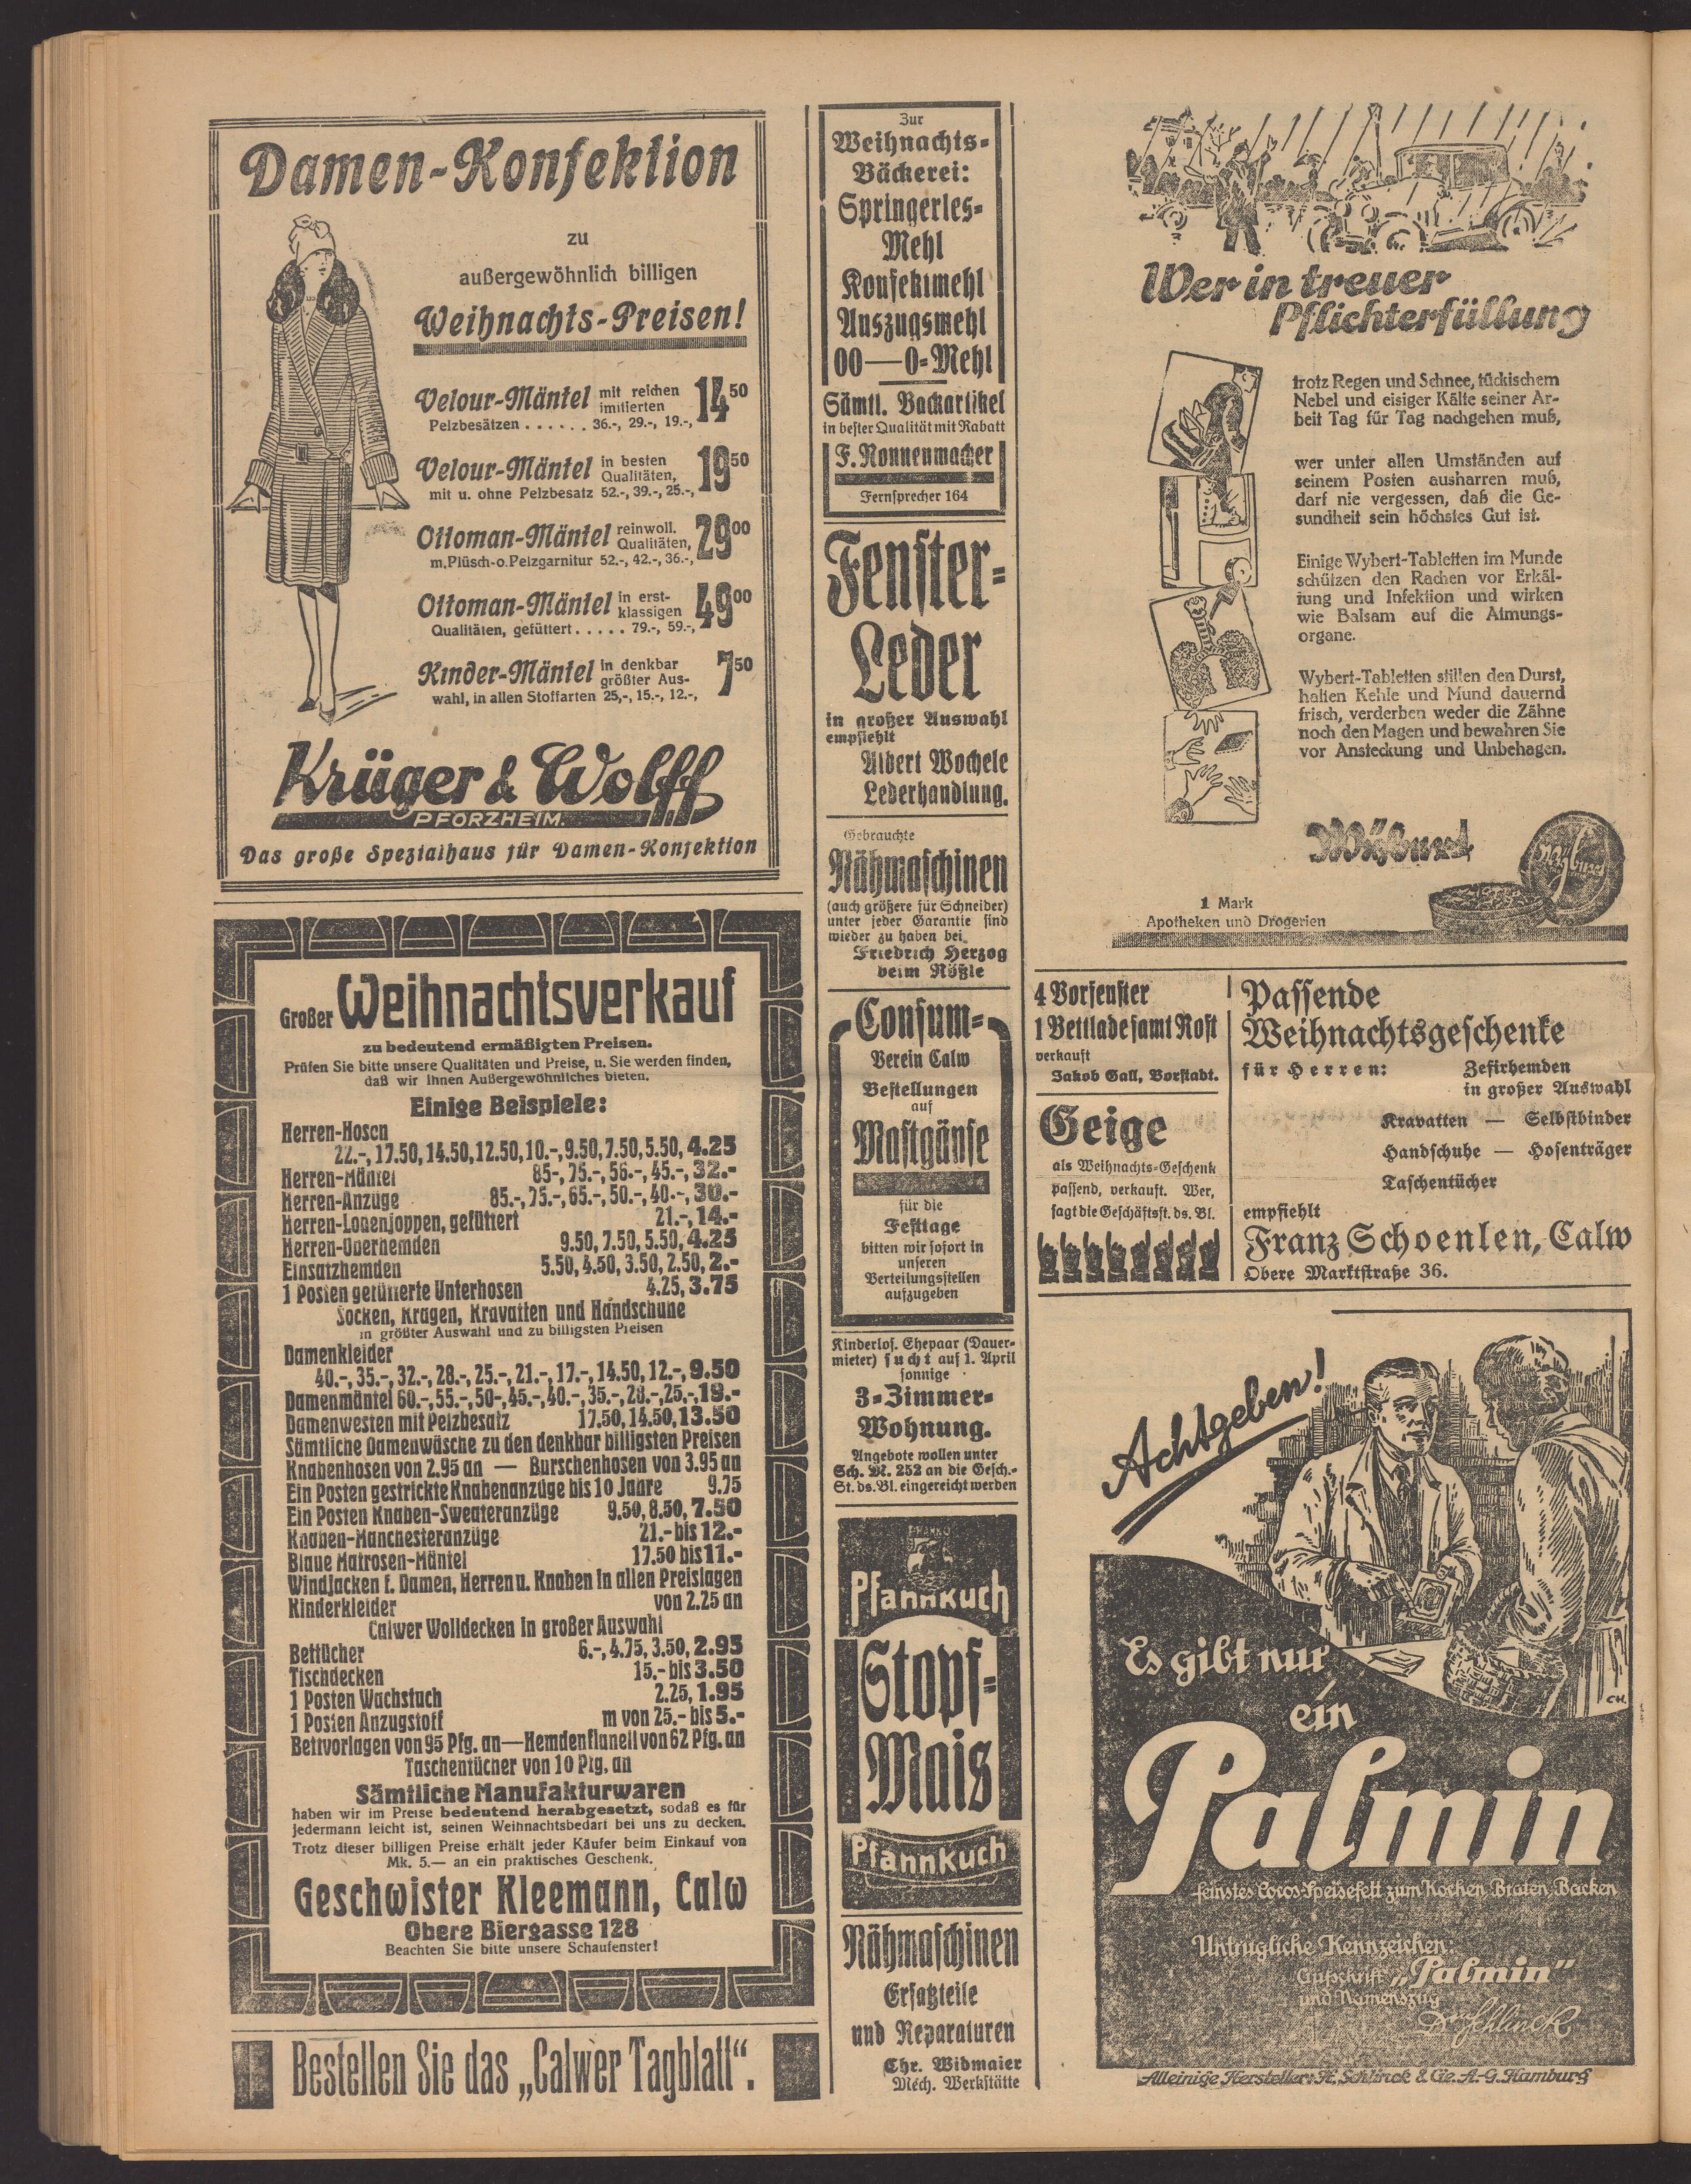 Damen-Konfektion
zu
außergewöhnlich billigen
Weihnachts-Preisen!
Velour-Mäntel mit reichen imitierten 14 50
Pelzbesätzen . . . . . . 36.-, 29.-, 19.-,
Velour-Mäntel in besten Qualitäten, 19 50
mit u. ohne Pelzbesatz 52.-, 39.-, 25.-,
Ottoman-Mäntel reinwoll. Qualitäten, 29 00
m.Plüsch-o.Pelzgarnitur 52.-, 42.-, 36.-,
Ottoman-Mäntel in erst-klassigen 49 00
Qualitäten, gefüttert . . . . . 79.-, 59.-,
Kinder-Mäntel in denkbar größter Aus- 7 50
wahl, in allen Stoffarten 25,-, 15.-, 12.-,
Krüger & Wolff
PFORZHEIM.
Das große Spezialhaus für Damen-Konfektion
Großer Weihnachtsverkauf
zu bedeutend ermäßigten Preisen.
Prüfen Sie bitte unsere Qualitäten und Preise, u. Sie werden finden,
daß wir Ihnen Außergewöhnliches bieten.
Einige Beispiele:
Herren-Hosen
22.-, 17.50, 14.50, 12.50, 10.-, 9.50, 7.50, 5.50, 4.25
Herren-Mäntel 85-, 75.-, 56.-, 45.-, 32.-
Herren-Anzüge 85.-, 75.-, 65.-, 50.-, 40.-, 30.-
Herren-Lodenjoppen, gefüttert 21.-, 14.-
Herren-Oberhemden 9.50, 7.50, 5.50, 4.25
Einsatzhemden 5.50, 4.50, 3.50, 2.50, 2.-
1 Posten gefütterte Unterhosen 4.25, 3.75
Socken, Kragen, Kravatten und Handschuhe
in größter Auswahl und zu billigsten Preisen
Damenkleider
40.-, 35.-, 32.-, 28.-, 25.-, 21.-, 17.-, 14.50, 12.-, 9.50
Damenmäntel 60.-, 55.-, 50-, 45.-, 40.-, 35.-, 28.-, 25.-, 19.-
Damenwesten mit Pelzbesatz 17.50, 14.50, 13.50
Sämtliche Damenwäsche zu den denkbar billigsten Preisen
Knabenhosen von 2.95 an — Burschenhosen von 3.95 an
Ein Posten gestrickte Knabenanzüge bis 10 Jahre 9.75
Ein Posten Knaben-Sweateranzüge 9.50, 8.50, 7.50
Knaben-Manchesteranzüge 21.- bis 12.-
Blaue Matrosen-Mäntel 17.50 bis 11.-
Windjacken f. Damen, Herren u. Knaben in allen Preislagen
Kinderkleider von 2.25 an
Calwer Wolldecken in großer Auswahl
Bettücher 6.-, 4.75, 3.50, 2.95
Tischdecken 15.- bis 3.50
1 Posten Wachstuch 2.25, 1.95
1 Posten Anzugstoff m von 25.- bis 5.-
Bettvorlagen von 95 Pfg. an—Hemdenflanell von 62 Pfg. an
Taschentücher von 10 Pfg. an
Sämtliche Manufakturwaren
haben wir im Preise bedeutend herabgesetzt, sodaß es für
jedermann leicht ist, seinen Weihnachtsbedarf bei uns zu decken.
Trotz dieser billigen Preise erhält jeder Käufer beim Einkauf von
Mk. 5.— an ein praktisches Geschenk.
Geschwister Kleemann, Calw
Obere Biergasse 128
Beachten Sie bitte unsere Schaufenster!
Bestellen Sie das „Calwer Tagblatt“.
Zur
Weihnachts-
Bäckerei:
Springerles-
Mehl
Konfektmehl
Auszugsmehl
00—0-Mehl
Sämtl. Backartikel
in bester Qualität mit Rabatt
F. Nonnenmacher
Fernsprecher 164
Fenster-
Leder
in großer Auswahl
empfiehlt
Albert Wochele
Lederhandlung.
Gebrauchte
Nähmaschinen
(auch größere für Schneider)
unter jeder Garantie sind
wieder zu haben bei
Friedrich Herzog
beim Rößle
Consum-
Verein Calw
Bestellungen
auf
Mastgänse
für die
Festtage
bitten wir sofort in
unseren
Verteilungsstellen
aufzugeben
Kinderlos. Ehepaar (Dauer-
mieter) sucht auf 1. April
sonnige
3-Zimmer-
Wohnung.
Angebote wollen unter
Sch. M. 252 an die Gesch.-
St. ds. Bl. eingereicht werden
Pfannkuch
Stopf-
Mais
Pfannkuch
Nähmaschinen
Ersatzteile
und Reparaturen
Chr. Widmaier
Mech. Werkstätte
Wer in treuer
Pflichterfüllung
trotz Regen und Schnee, tückischem
Nebel und eisiger Kälte seiner Ar-
beit Tag für Tag nachgehen muß,
wer unter allen Umständen auf
seinem Posten ausharren muß,
darf nie vergessen, daß die Ge-
sundheit sein höchstes Gut ist.
Einige Wybert-Tabletten im Munde
schützen den Rachen vor Erkäl-
tung und Infektion und wirken
wie Balsam auf die Atmungs-
organe.
Wybert-Tabletten stillen den Durst,
halten Kehle und Mund dauernd
frisch, verderben weder die Zähne
noch den Magen und bewahren Sie
vor Ansteckung und Unbehagen.
Wybert
Wybert
1 Mark
Apotheken und Drogerien
4 Vorfenster
1 Bettlade samt Rost
verkauft
Jakob Gall, Vorstadt.
Geige
als Weihnachts-Geschenk
passend, verkauft. Wer,
sagt die Geschäftsst. ds. Bl.
Passende
Weihnachtsgeschenke
für Herren: Zefirhemden
in großer Auswahl
Kravatten — Selbstbinder
Handschuhe — Hosenträger
Taschentücher
empfiehlt
Franz Schoenlen, Calw
Obere Marktstraße 36.
Achtgeben!
CH.
Es gibt nur
ein
Palmin
feinstes Cocos-Speisefett zum Kochen, Braten, Backen
Untrügliche Kennzeichen:
Aufschrift „Palmin“
und Namenszug
Dr. Schlinck
Alleinige Hersteller: H. Schlinck & Cie. A.-G. Hamburg